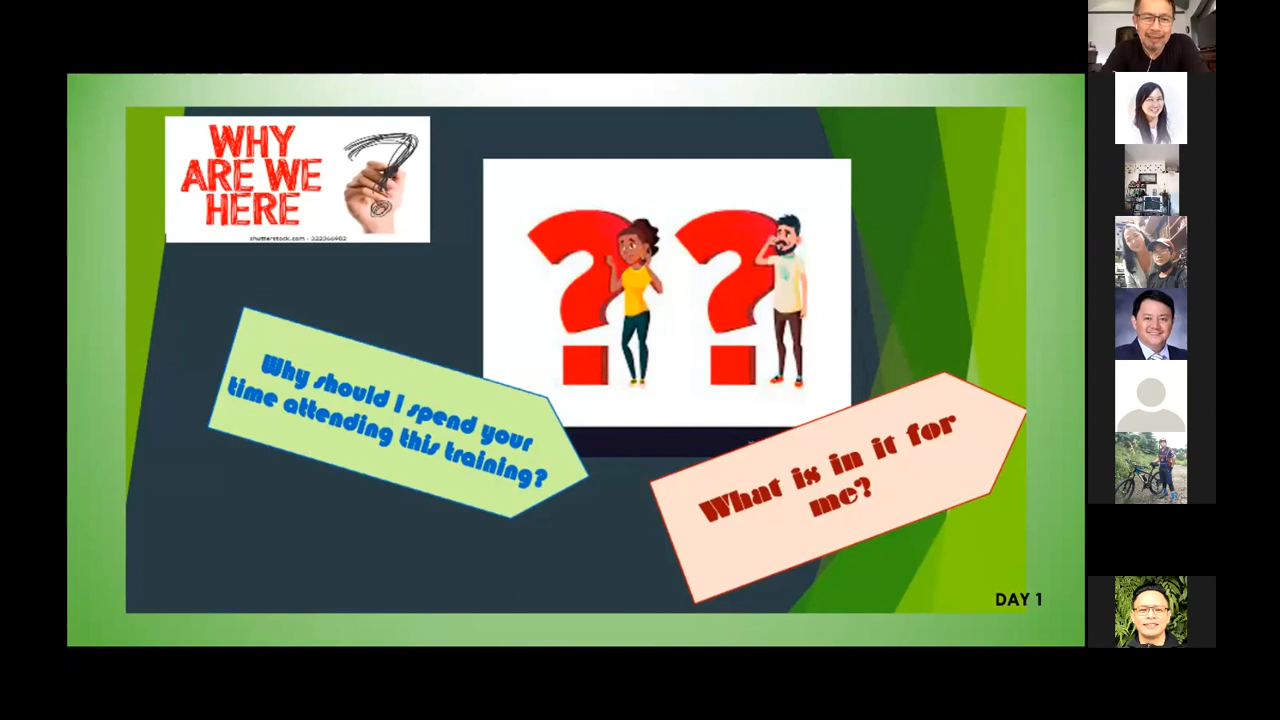 WHY
ARE WE
HERE
shutterstock.com - 322366982
Why should I spend your
time attending this training?
What is in it for
me?
DAY 1